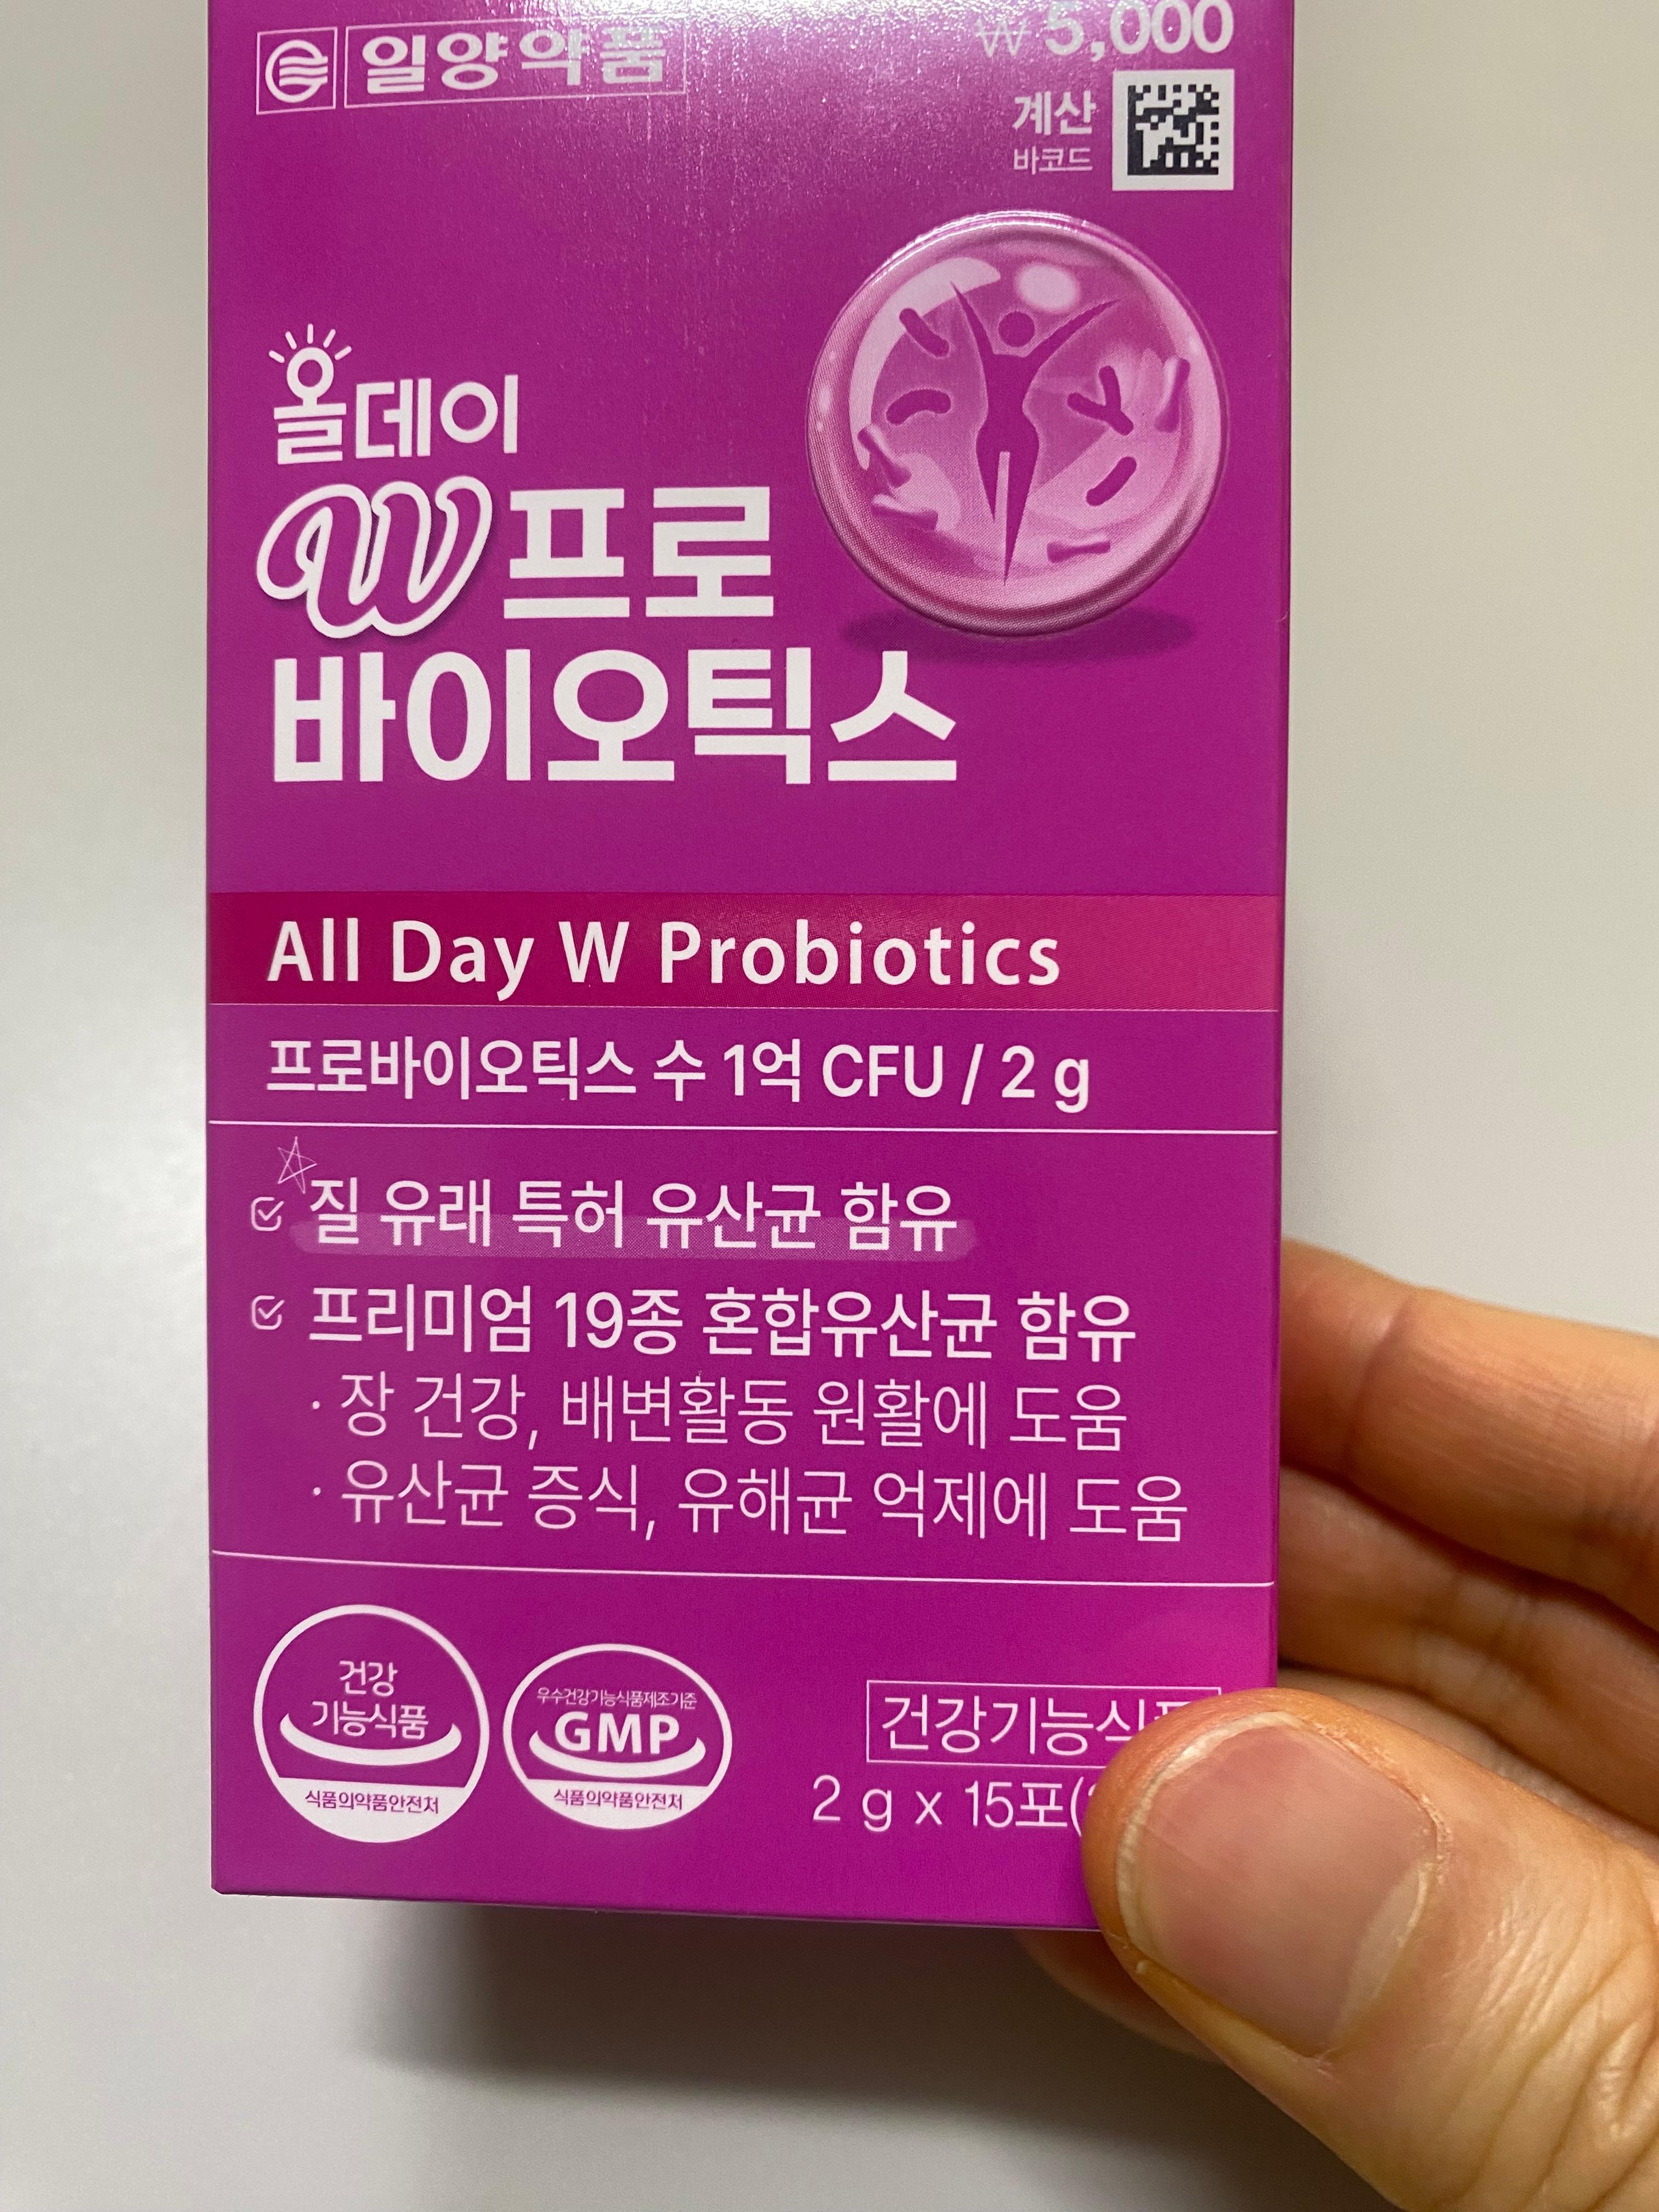 일양약품
₩ 5,000
계산
바코드
올데이
W프로
바이오틱스
All Day W Probiotics
프로바이오틱스 수 1억 CFU / 2 g
질 유래 특허 유산균 함유
프리미엄 19종 혼합유산균 함유
· 장 건강, 배변활동 원활에 도움
· 유산균 증식, 유해균 억제에 도움
건강
기능식품
식품의약품안전처
우수건강기능식품제조기준
GMP
식품의약품안전처
건강기능식
2 g x 15포(